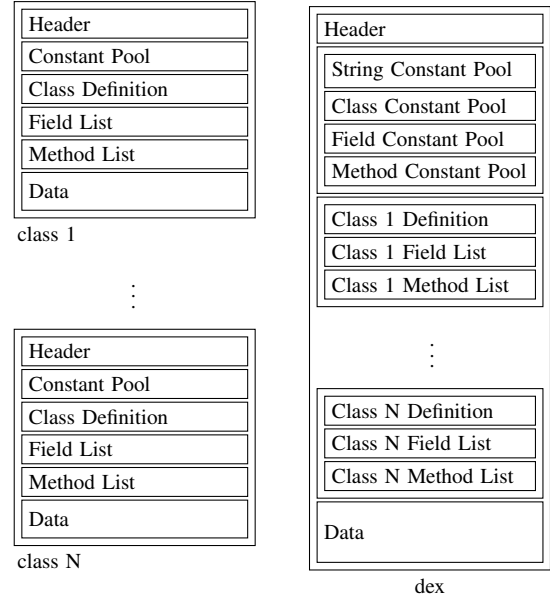 Header
Constant Pool
Class Definition
Field List
Method List
Data
class 1
Header
Constant Pool
Class Definition
Field List
Method List
Data
class N
Header
String Constant Pool
Class Constant Pool
Field Constant Pool
Method Constant Pool
Class 1 Definition
Class 1 Field List
Class 1 Method List
Class N Definition
Class N Field List
Class N Method List
Data
dex